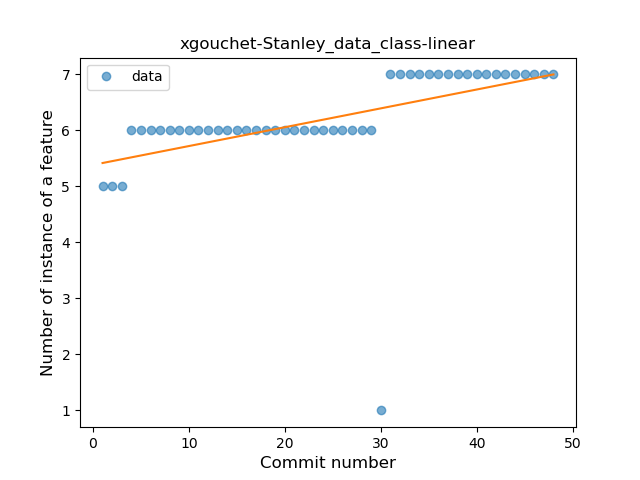 xgouchet-Stanley_data_class-linear
data
Number of instance of a feature
7
6
5
4
3
2
1
0 10 20 30 40 50
Commit number